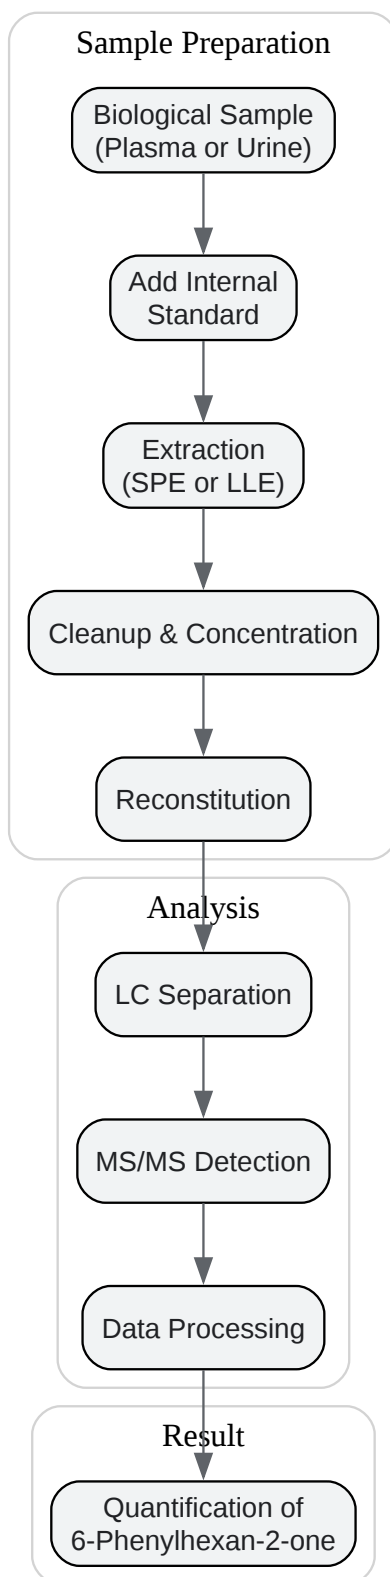 Sample Preparation
Biological Sample
(Plasma or Urine)
Add Internal
Standard
Extraction
(SPE or LLE)
Cleanup & Concentration
Reconstitution
Analysis
LC Separation
MS/MS Detection
Data Processing
Result
Quantification of
6-Phenylhexan-2-one